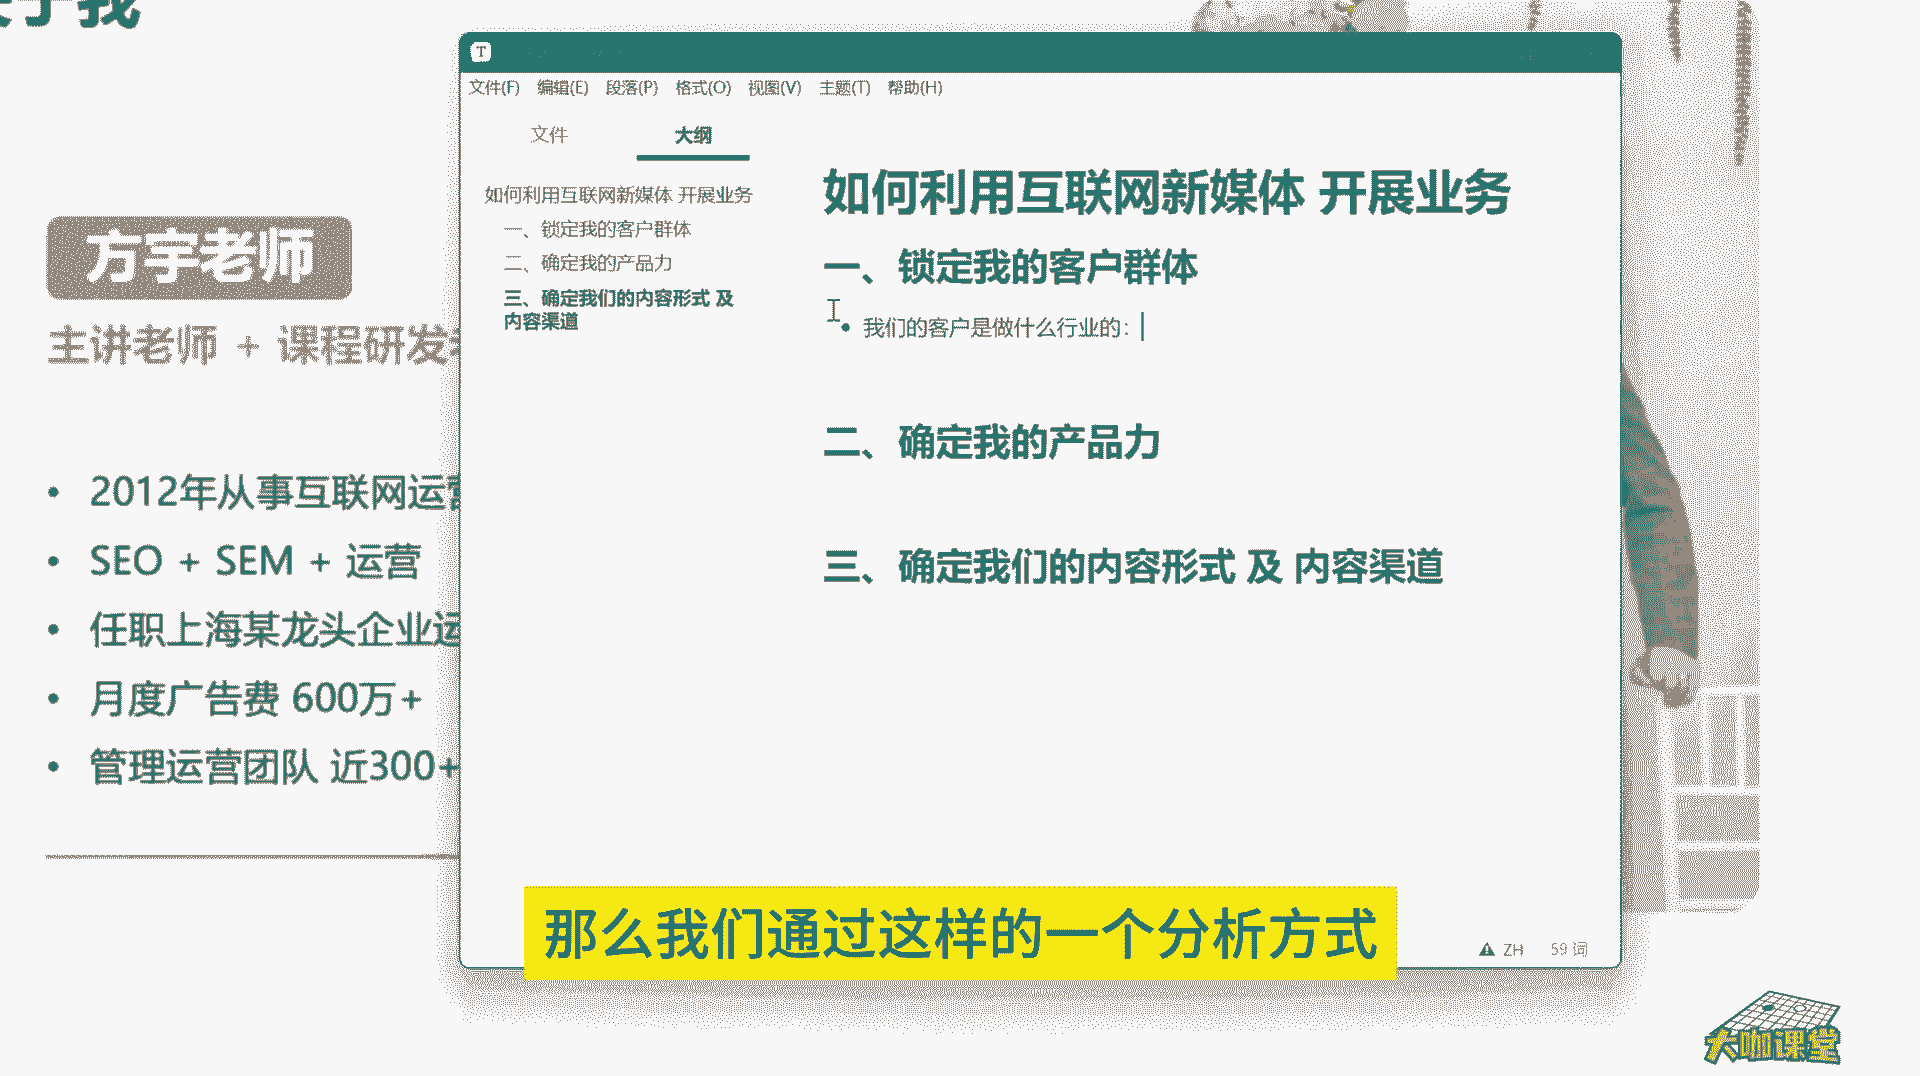 于我
方宇老师
主讲老师 + 课程研发
2012年从事互联网运营
SEO + SEM + 运营
任职上海某龙头企业运
月度广告费 600万+
管理运营团队 近300+
T
文件(F) 编辑(E) 段落(P) 格式(O) 视图(V) 主题(T) 帮助(H)
文件 大纲
如何利用互联网新媒体 开展业务
一、锁定我的客户群体
二、确定我的产品力
三、确定我们的内容形式 及
内容渠道
如何利用互联网新媒体 开展业务
一、锁定我的客户群体
我们的客户是做什么行业的：
二、确定我的产品力
三、确定我们的内容形式 及 内容渠道
ZH 59 词
那么我们通过这样的一个分析方式
大咖课堂